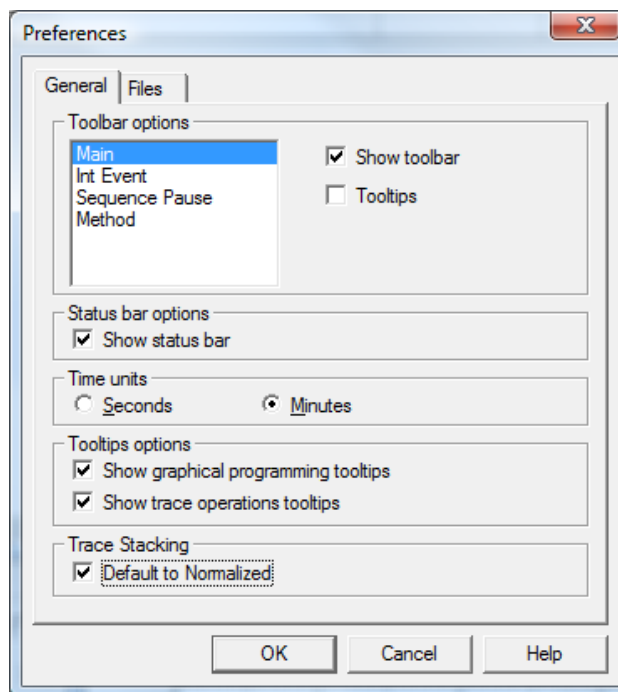 Preferences
General Files
Toolbar options
Main
Int Event
Sequence Pause
Method
Show toolbar
Tooltips
Status bar options
Show status bar
Time units
Seconds Minutes
Tooltips options
Show graphical programming tooltips
Show trace operations tooltips
Trace Stacking
Default to Normalized
OK Cancel Help